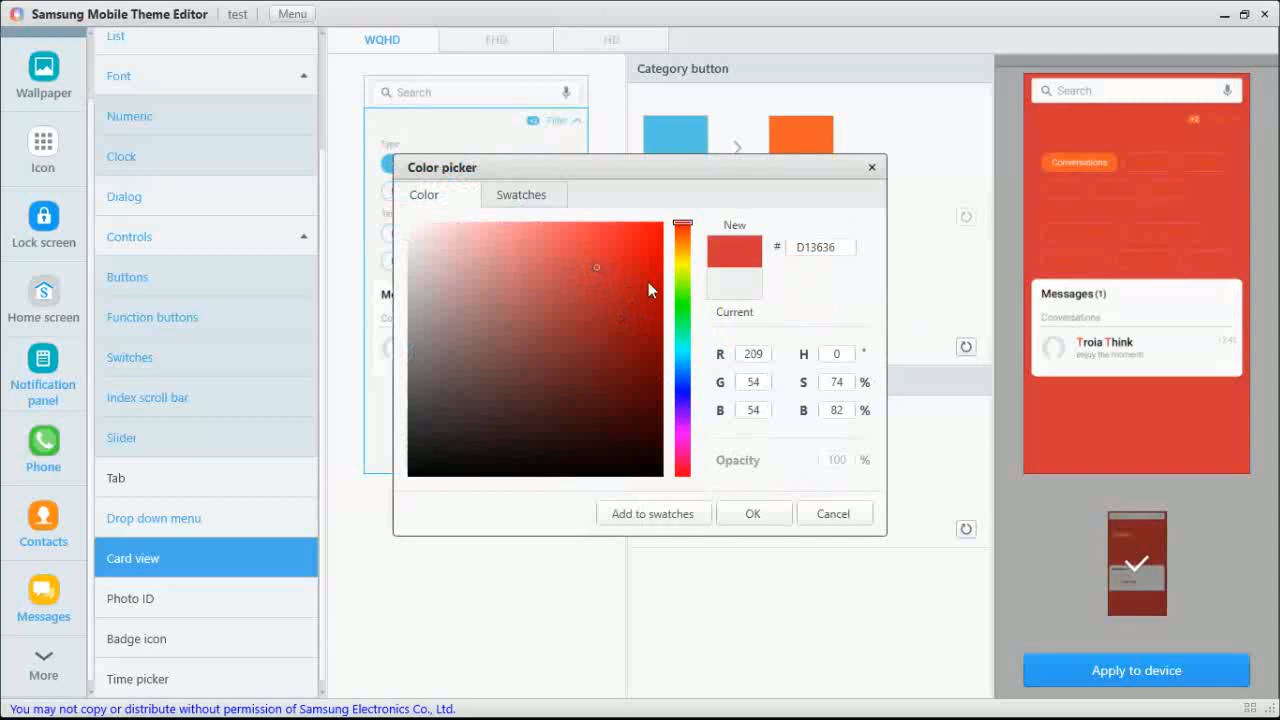 Samsung Mobile Theme Editor
test
Menu
Wallpaper
Icon
Lock screen
Home screen
Notification
panel
Phone
Contacts
Messages
More
List
Font
Numeric
Clock
Dialog
Controls
Buttons
Function buttons
Switches
Index scroll bar
Slider
Tab
Drop down menu
Card view
Photo ID
Badge icon
Time picker
WQHD
FHD
HD
Search
Filter
Type
Category button
Color picker
Color
Swatches
New
# D13636
Current
R 209
H 0 °
G 54
S 74 %
B 54
B 82 %
Opacity 100 %
Add to swatches
OK
Cancel
Search
+2
Conversations
Messages (1)
Conversations
Troia Think
12:45
enjoy the moment!
Apply to device
You may not copy or distribute without permission of Samsung Electronics Co., Ltd.